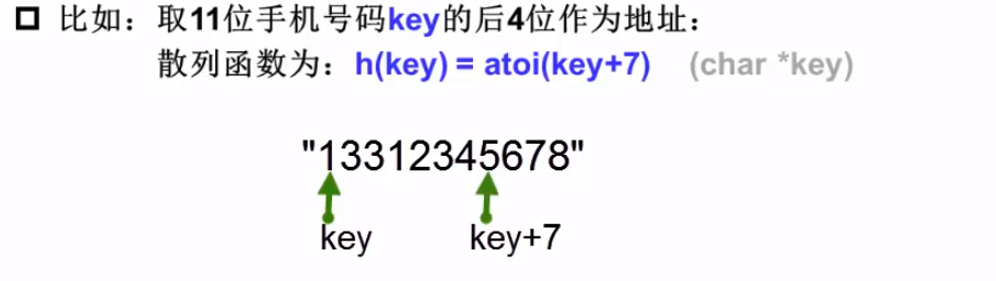 比如：取11位手机号码key的后4位作为地址：
散列函数为：h(key) = atoi(key+7) (char *key)
"13312345678"
key key+7